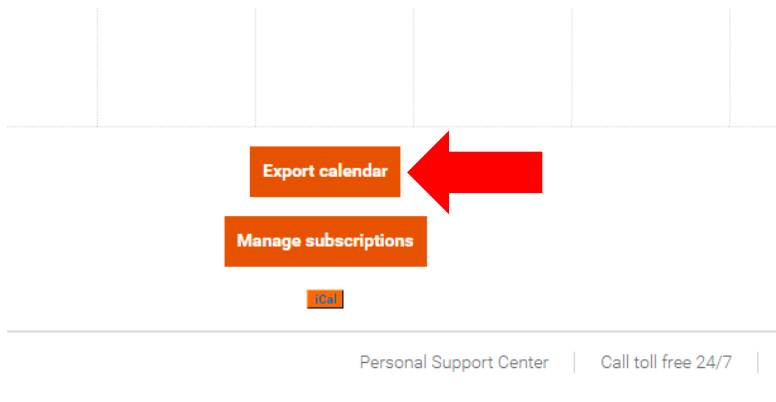 Export calendar
Manage subscriptions
iCal
Personal Support Center
Call toll free 24/7